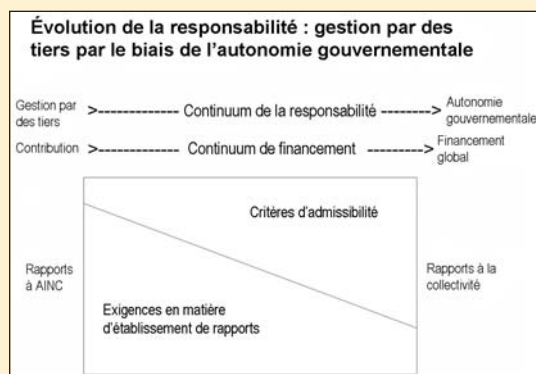 Évolution de la responsabilité : gestion par des
tiers par le biais de l'autonomie gouvernementale
Gestion par
des tiers
>----------- Continuum de la responsabilité -------->
Autonomie
gouvernementale
Contribution
>----------- Continuum de financement -------->
Financement
global
Critères d'admissibilité
Rapports
à AINC
Rapports à la
collectivité
Exigences en matière
d'établissement de rapports